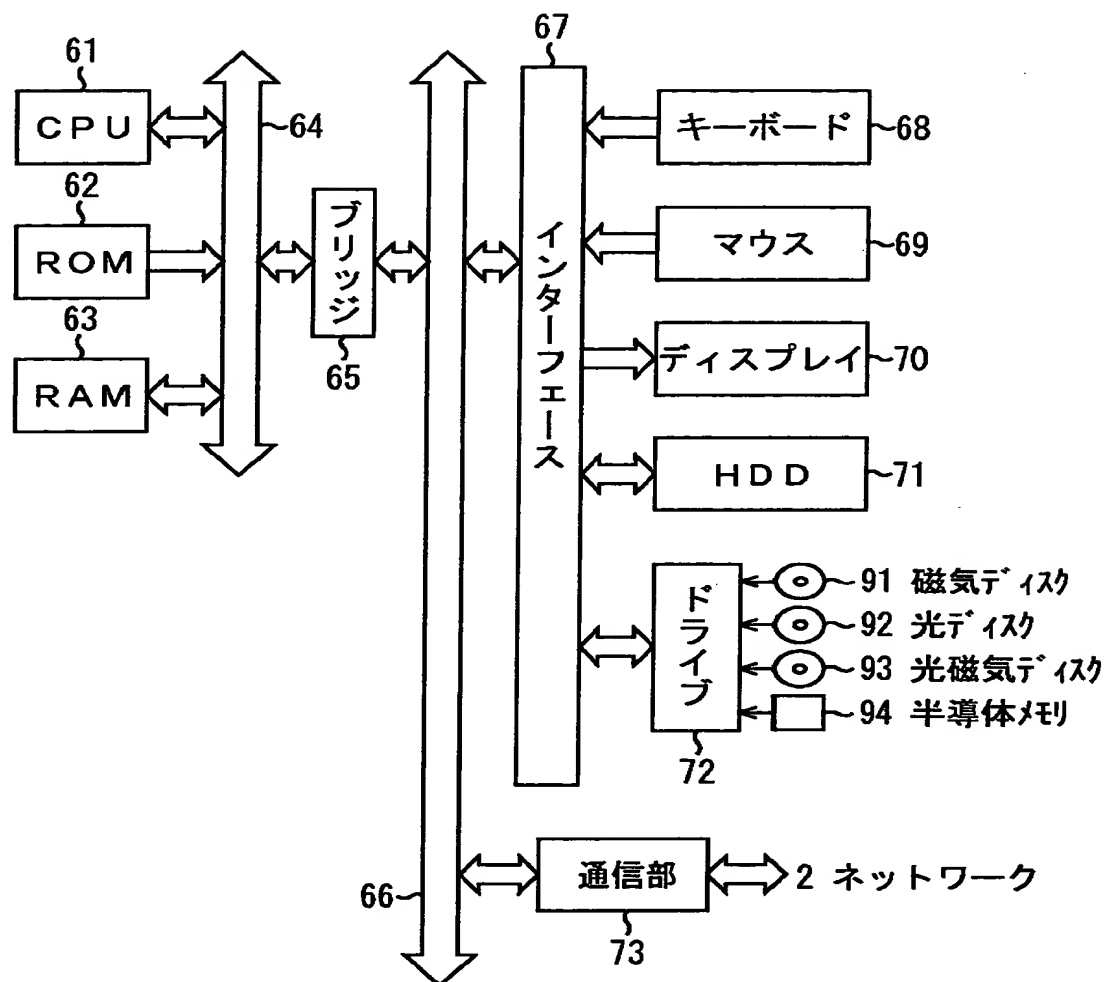 61
CPU
62
ROM
63
RAM
64
ブリッジ
65
66
67
インターフェース
キーボード
68
マウス
69
ディスプレイ
70
HDD
71
ドライブ
72
91 磁気ディスク
92 光ディスク
93 光磁気ディスク
94 半導体メモリ
通信部
73
2 ネットワーク